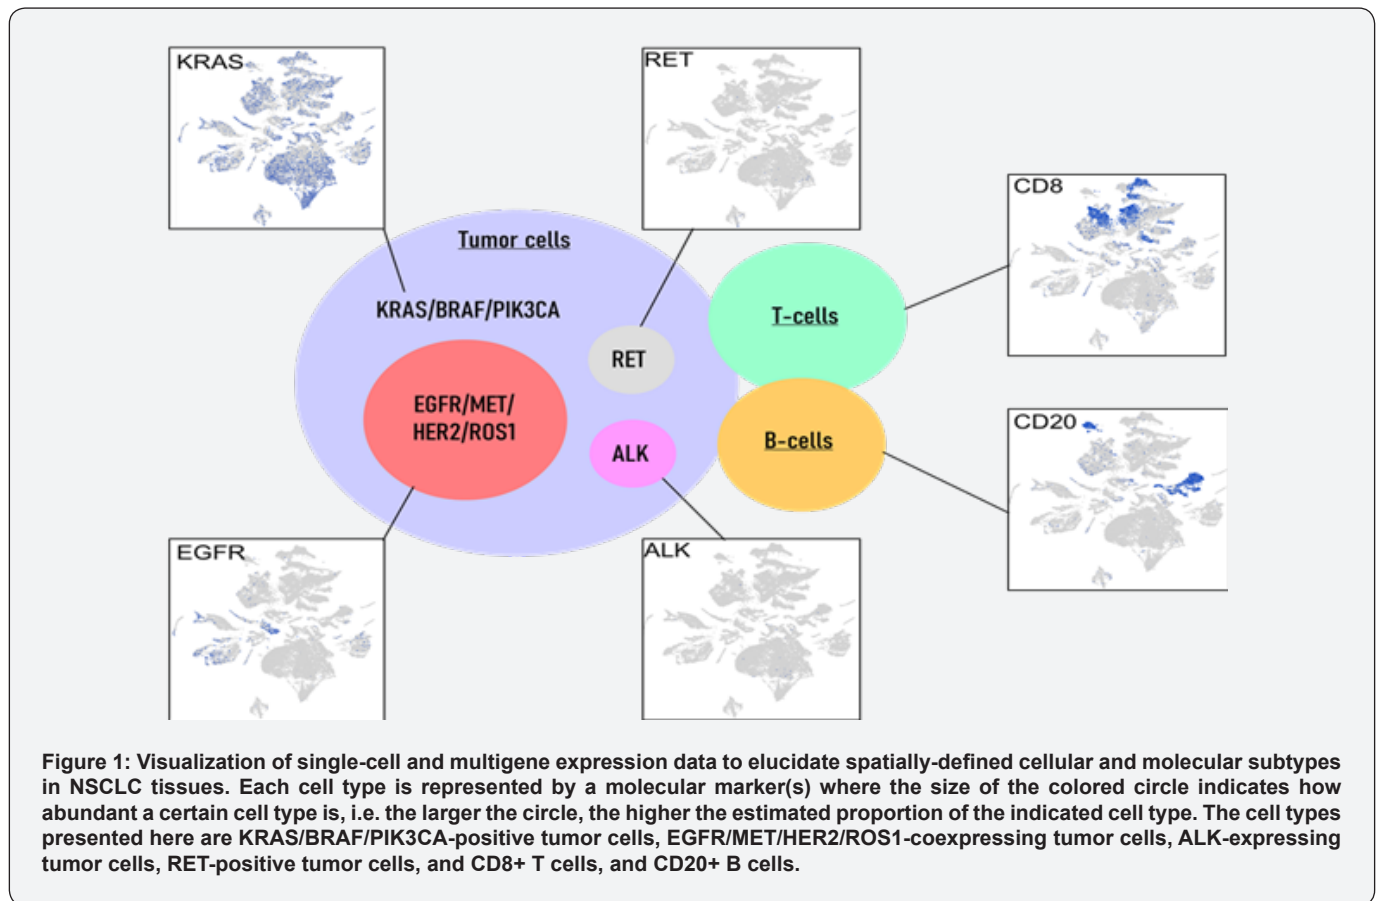 KRAS
RET
CD8
Tumor cells
KRAS/BRAF/PIK3CA
T-cells
RET
EGFR/MET/
HER2/ROS1
ALK
B-cells
CD20
EGFR
ALK
Figure 1: Visualization of single-cell and multigene expression data to elucidate spatially-defined cellular and molecular subtypes
in NSCLC tissues. Each cell type is represented by a molecular marker(s) where the size of the colored circle indicates how
abundant a certain cell type is, i.e. the larger the circle, the higher the estimated proportion of the indicated cell type. The cell types
presented here are KRAS/BRAF/PIK3CA-positive tumor cells, EGFR/MET/HER2/ROS1-coexpressing tumor cells, ALK-expressing
tumor cells, RET-positive tumor cells, and CD8+ T cells, and CD20+ B cells.